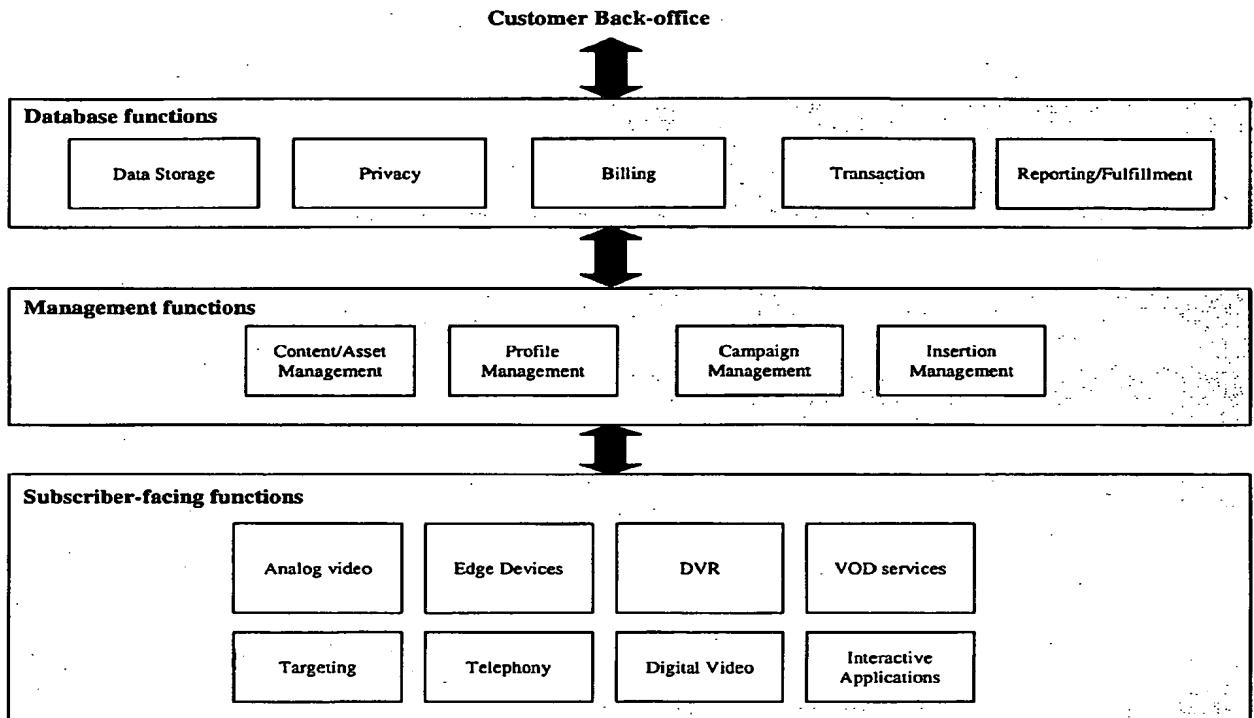 Customer Back-office
Database functions
Data Storage
Privacy
Billing
Transaction
Reporting/Fulfillment
Management functions
Content/Asset
Management
Profile
Management
Campaign
Management
Insertion
Management
Subscriber-facing functions
Analog video
Edge Devices
DVR
VOD services
Targeting
Telephony
Digital Video
Interactive
Applications